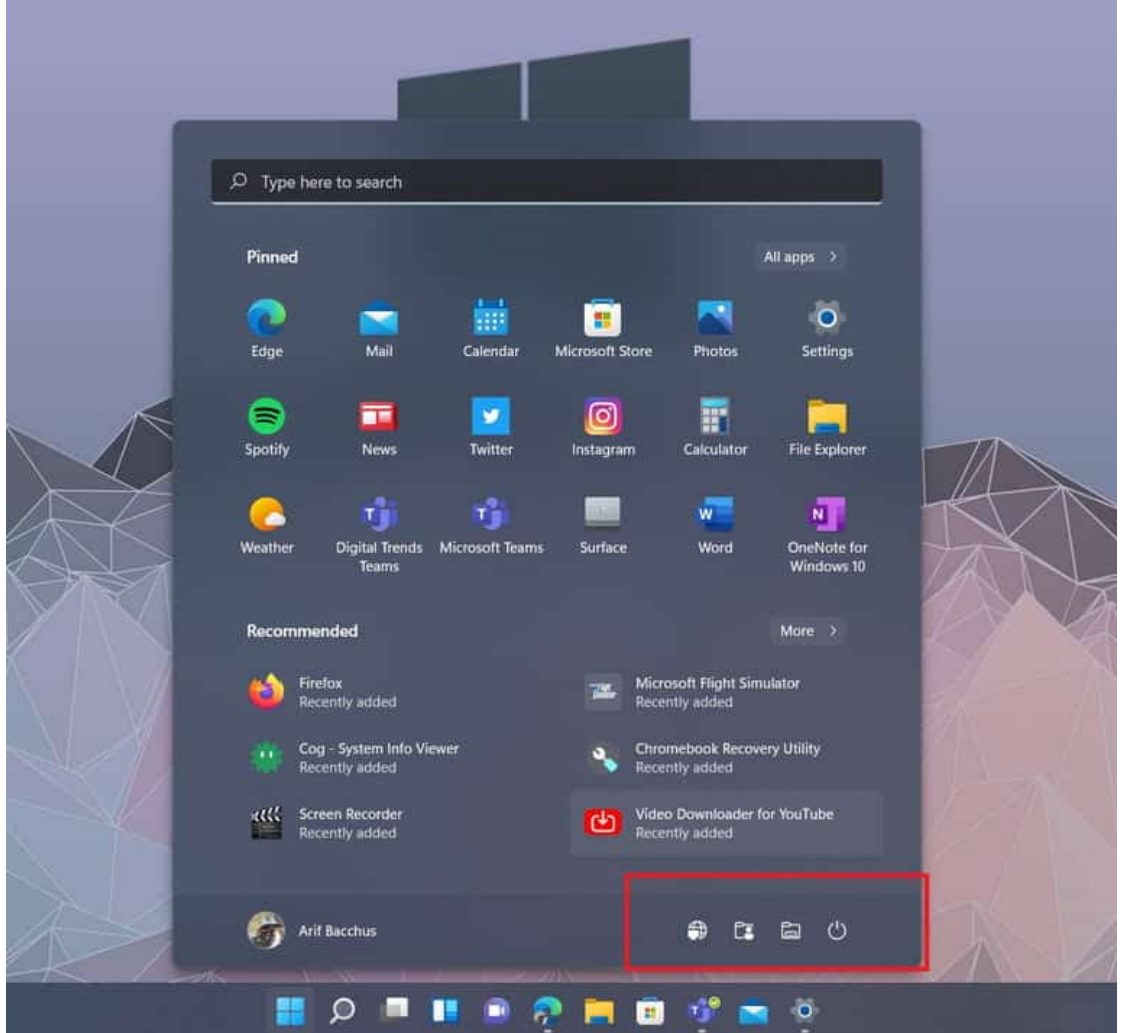 Type here to search
Pinned
All apps
Edge
Mail
Calendar
Microsoft Store
Photos
Settings
Spotify
News
Twitter
Instagram
Calculator
File Explorer
Weather
Digital Trends
Teams
Microsoft Teams
Surface
Word
OneNote for
Windows 10
Recommended
More
Firefox
Recently added
Microsoft Flight Simulator
Recently added
Cog - System Info Viewer
Recently added
Chromebook Recovery Utility
Recently added
Screen Recorder
Recently added
Video Downloader for YouTube
Recently added
Arif Bacchus